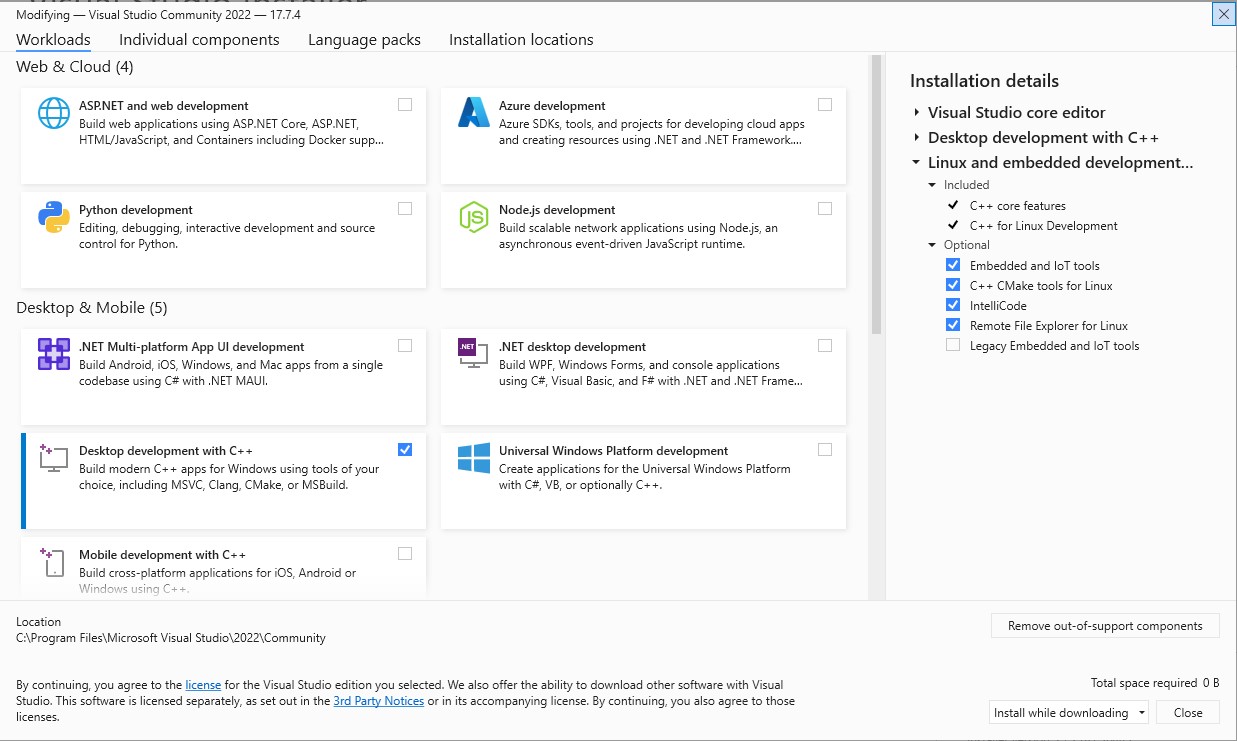 Modifying — Visual Studio Community 2022 — 17.7.4
Workloads
Individual components
Language packs
Installation locations
Web & Cloud (4)
ASP.NET and web development
Build web applications using ASP.NET Core, ASP.NET,
HTML/JavaScript, and Containers including Docker supp...
Azure development
Azure SDKs, tools, and projects for developing cloud apps
and creating resources using .NET and .NET Framework....
Python development
Editing, debugging, interactive development and source
control for Python.
JS
Node.js development
Build scalable network applications using Node.js, an
asynchronous event-driven JavaScript runtime.
Desktop & Mobile (5)
.NET Multi-platform App UI development
Build Android, iOS, Windows, and Mac apps from a single
codebase using C# with .NET MAUI.
.NET
.NET desktop development
Build WPF, Windows Forms, and console applications
using C#, Visual Basic, and F# with .NET and .NET Frame...
Desktop development with C++
Build modern C++ apps for Windows using tools of your
choice, including MSVC, Clang, CMake, or MSBuild.
Universal Windows Platform development
Create applications for the Universal Windows Platform
with C#, VB, or optionally C++.
Mobile development with C++
Build cross-platform applications for iOS, Android or
Windows using C++.
Installation details
Visual Studio core editor
Desktop development with C++
Linux and embedded development...
Included
C++ core features
C++ for Linux Development
Optional
Embedded and IoT tools
C++ CMake tools for Linux
IntelliCode
Remote File Explorer for Linux
Legacy Embedded and IoT tools
Location
C:\Program Files\Microsoft Visual Studio\2022\Community
Remove out-of-support components
By continuing, you agree to the license for the Visual Studio edition you selected. We also offer the ability to download other software with Visual
Studio. This software is licensed separately, as set out in the 3rd Party Notices or in its accompanying license. By continuing, you also agree to those
licenses.
Total space required 0 B
Install while downloading
Close